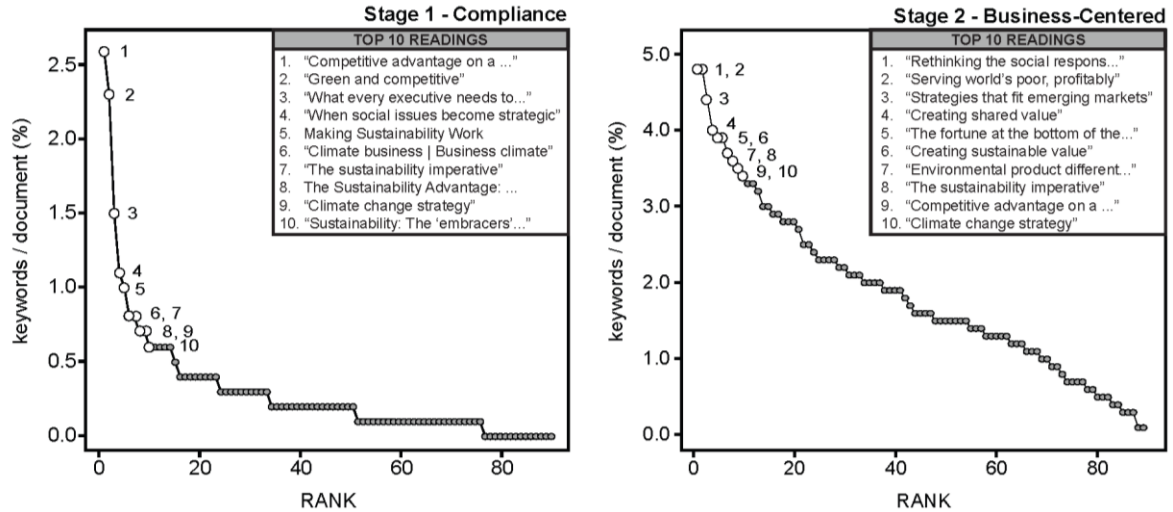 Stage 1 - Compliance
TOP 10 READINGS
1. "Competitive advantage on a ..."
2. "Green and competitive"
3. "What every executive needs to..."
4. "When social issues become strategic"
5. Making Sustainability Work
6. "Climate business | Business climate"
7. "The sustainability imperative"
8. The Sustainability Advantage: ...
9. "Climate change strategy"
10. "Sustainability: The 'embracers'..."
keywords / document (%)
2.5
2.0
1.5
1.0
0.5
0.0
1
2
3
4
5
6, 7
8, 9
10
0
20
40
60
80
RANK
Stage 2 - Business-Centered
TOP 10 READINGS
1. "Rethinking the social respons..."
2. "Serving world's poor, profitably"
3. "Strategies that fit emerging markets"
4. "Creating shared value"
5. "The fortune at the bottom of the..."
6. "Creating sustainable value"
7. "Environmental product different..."
8. "The sustainability imperative"
9. "Competitive advantage on a ..."
10. "Climate change strategy"
keywords / document (%)
5.0
4.0
3.0
2.0
1.0
0.0
1, 2
3
4
5, 6
7, 8
9, 10
0
20
40
60
80
RANK